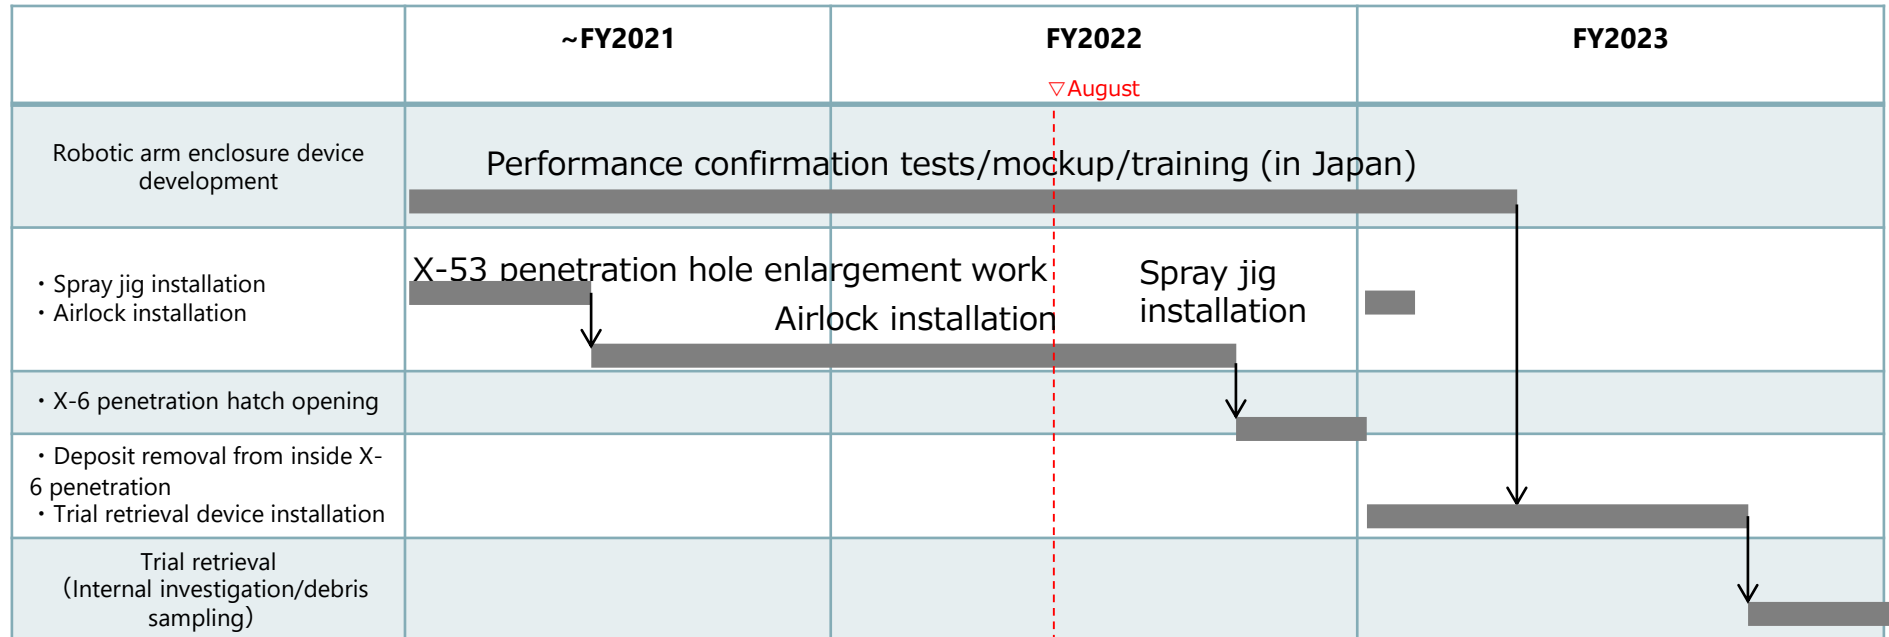 ~FY2021
FY2022
FY2023
▽August
Robotic arm enclosure device
development
Performance confirmation tests/mockup/training (in Japan)
・Spray jig installation
・Airlock installation
X-53 penetration hole enlargement work
Airlock installation
Spray jig
installation
・X-6 penetration hatch opening
・Deposit removal from inside X-
6 penetration
・Trial retrieval device installation
Trial retrieval
（Internal investigation/debris
sampling）